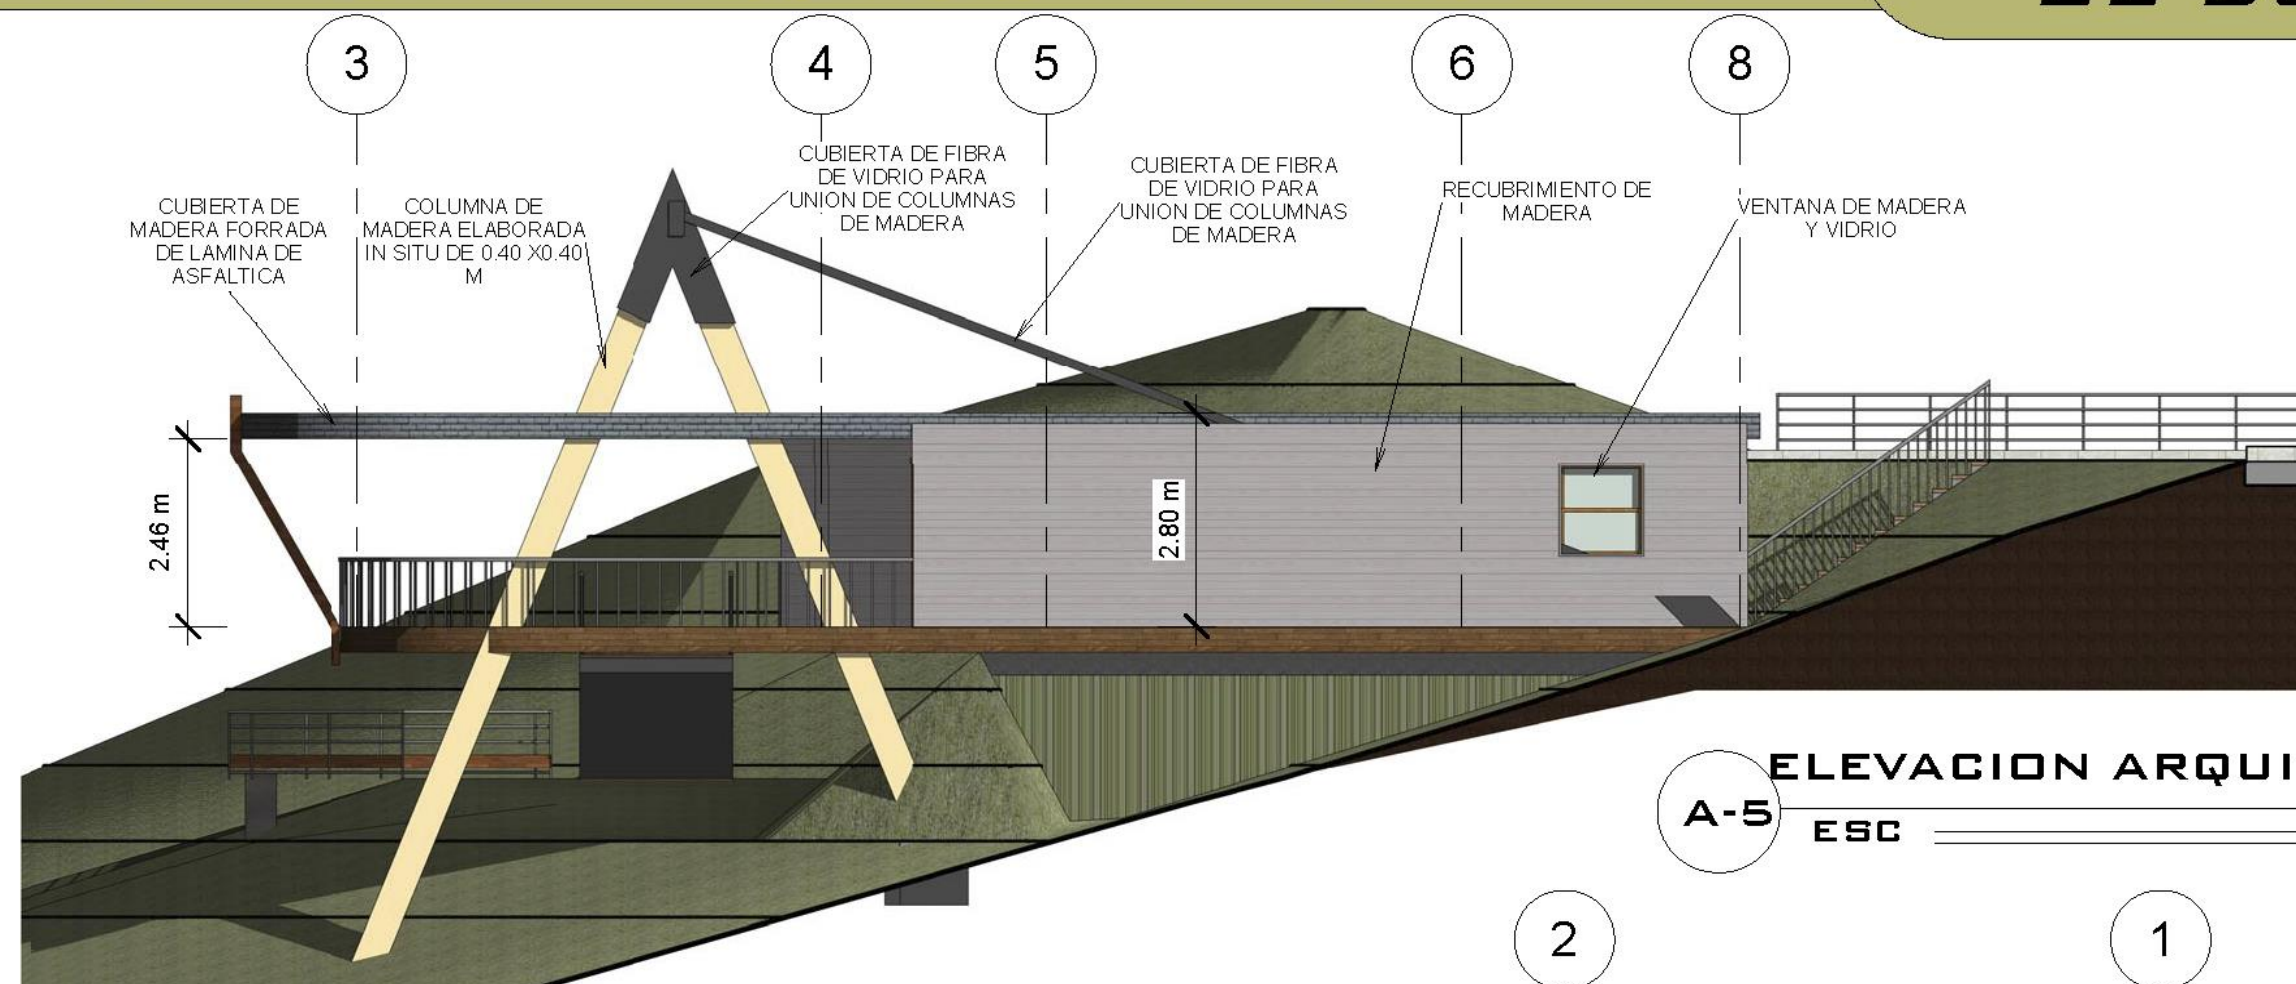 3
4
5
6
8
CUBIERTA DE
MADERA FORRADA
DE LAMINA DE
ASFALTICA
COLUMNA DE
MADERA ELABORADA
IN SITU DE 0.40 X0.40
M
CUBIERTA DE FIBRA
DE VIDRIO PARA
UNION DE COLUMNAS
DE MADERA
CUBIERTA DE FIBRA
DE VIDRIO PARA
UNION DE COLUMNAS
DE MADERA
RECUBRIMIENTO DE
MADERA
VENTANA DE MADERA
Y VIDRIO
2.46 m
2.80 m
A-5
ELEVACION ARQUI
ESC
2
1